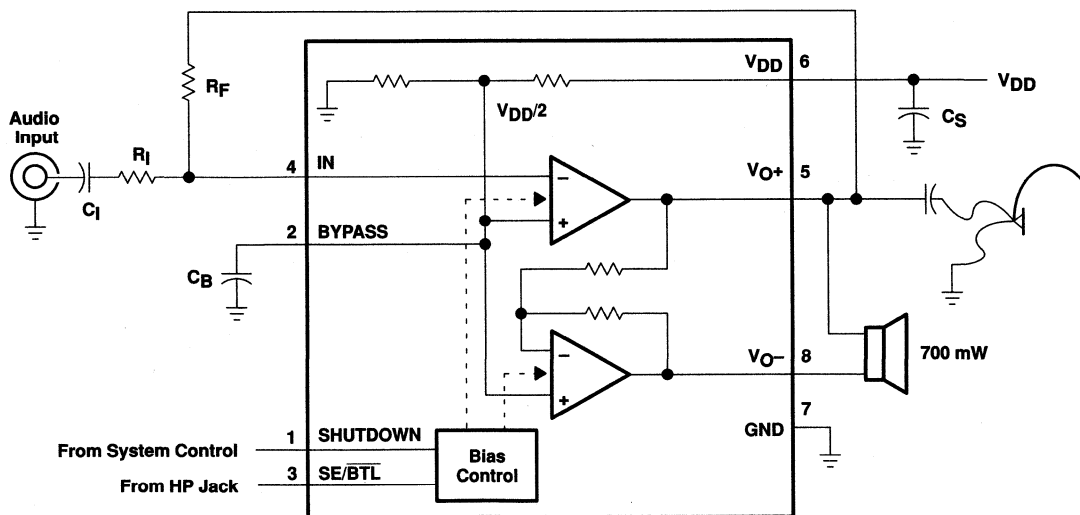 V_DD 6
V_DD
R_F
V_DD/2
C_S
Audio
Input
R_I
4 IN
V_O+ 5
C_I
−
+
2 BYPASS
C_B
−
+
V_O− 8
700 mW
7
GND
From System Control 1 SHUTDOWN
Bias
Control
From HP Jack 3 SE/B̅T̅L̅